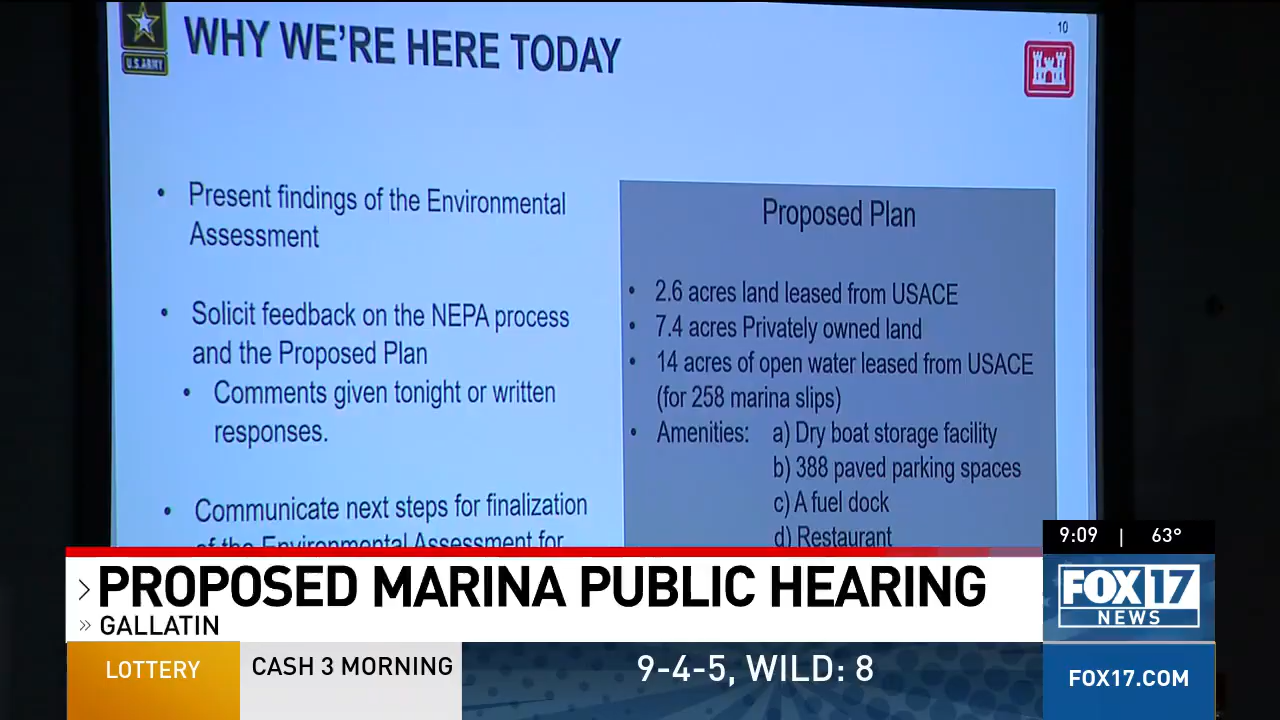 10
U.S.ARMY
WHY WE'RE HERE TODAY
• Present findings of the Environmental
Assessment
• Solicit feedback on the NEPA process
and the Proposed Plan
• Comments given tonight or written
responses.
• Communicate next steps for finalization
of the Environmental Assessment for
Proposed Plan
• 2.6 acres land leased from USACE
• 7.4 acres Privately owned land
• 14 acres of open water leased from USACE
(for 258 marina slips)
• Amenities: a) Dry boat storage facility
b) 388 paved parking spaces
c) A fuel dock
d) Restaurant
9:09 | 63°
> PROPOSED MARINA PUBLIC HEARING
» GALLATIN
FOX 17
NEWS
LOTTERY
CASH 3 MORNING
9-4-5, WILD: 8
FOX17.COM